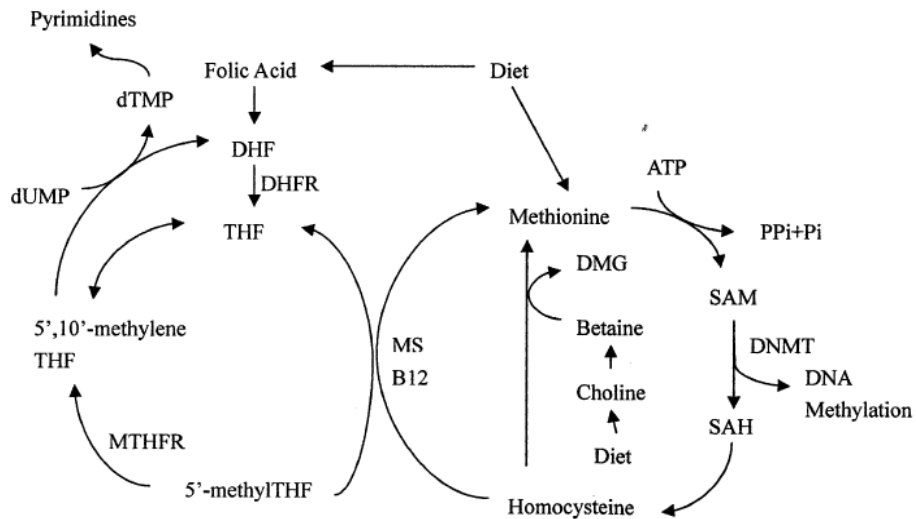 Pyrimidines
Folic Acid
Diet
dTMP
DHF
ATP
DHFR
dUMP
THF
Methionine
PPi+Pi
DMG
SAM
5',10'-methylene
THF
Betaine
MS
B12
DNMT
DNA
Methylation
Choline
SAH
MTHFR
Diet
5'-methylTHF
Homocysteine